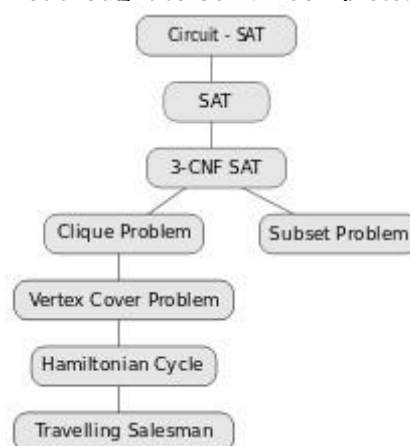 Circuit - SAT
SAT
3-CNF SAT
Clique Problem
Subset Problem
Vertex Cover Problem
Hamiltonian Cycle
Travelling Salesman